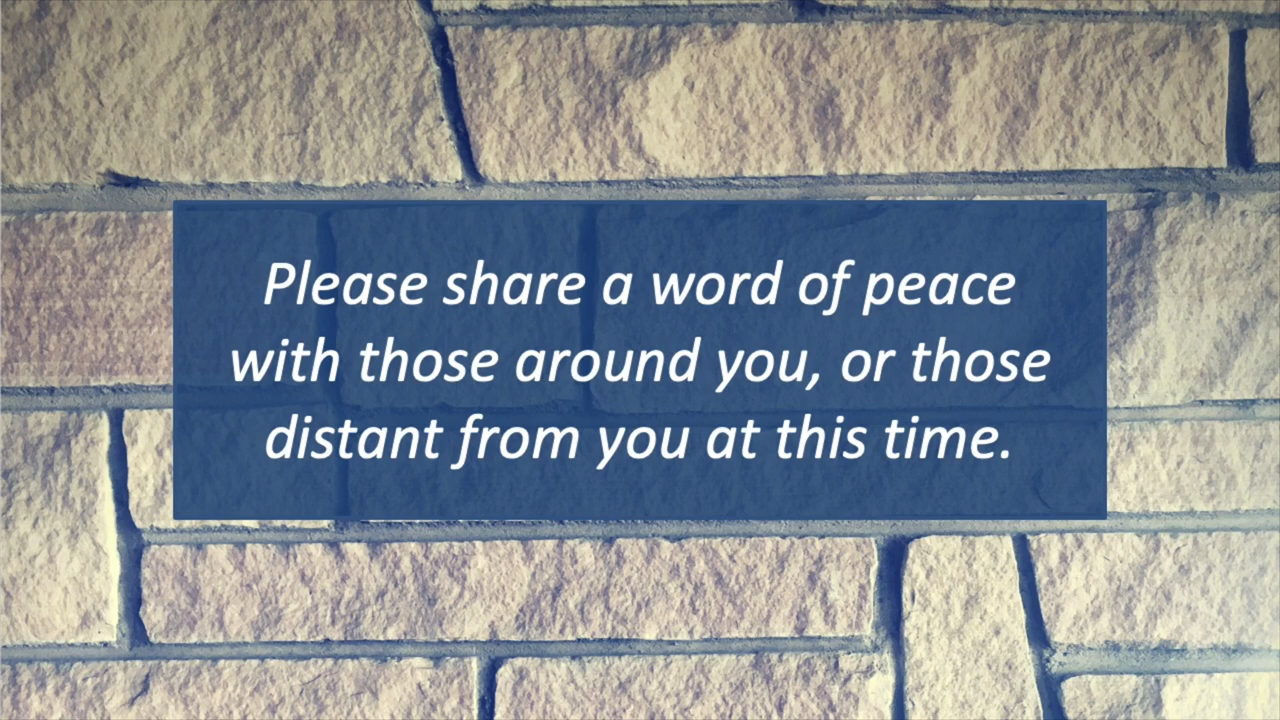 Please share a word of peace
with those around you, or those
distant from you at this time.